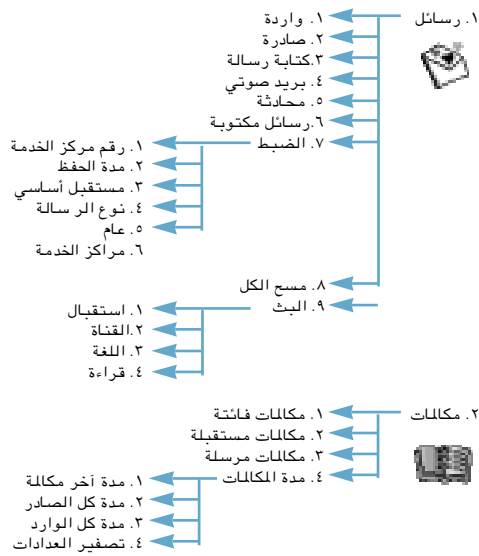 ١. رسائل
١. واردة
٢. صادرة
٣.كتابة رسالة
٤. بريد صوتي
٥. محادثة
٦.رسائل مكتوبة
٧. الضبط
١. رقم مركز الخدمة
٢. مدة الحفظ
٣. مستقبل أساسي
٤. نوع الر سالة
٥. عام
٦. مراكز الخدمة
٨. مسح الكل
٩. البث
١. استقبال
٢.القناة
٣. اللغة
٤. قراءة
٢. مكالمات
١. مكالمات فائتة
٢. مكالمات مستقبلة
٣. مكالمات مرسلة
٤. مدة المكالمات
١. مدة آخر مكالمة
٢. مدة كل الصادر
٣. مدة كل الوارد
٤. تصفير العدادات